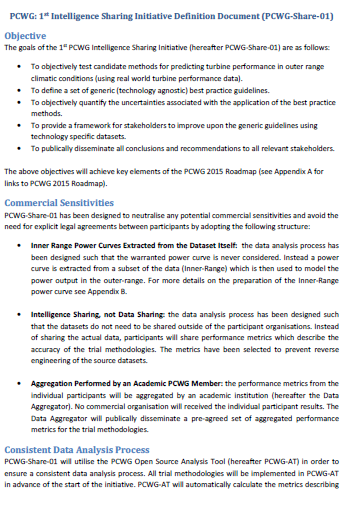 PCWG: 1st Intelligence Sharing Initiative Definition Document (PCWG-Share-01)
Objective
The goals of the 1st PCWG Intelligence Sharing Initiative (hereafter PCWG-Share-01) are as follows:
• To objectively test candidate methods for predicting turbine performance in outer range
climatic conditions (using real world turbine performance data).
• To define a set of generic (technology agnostic) best practice guidelines.
• To objectively quantify the uncertainties associated with the application of the best practice
methods.
• To provide a framework for stakeholders to improve upon the generic guidelines using
technology specific datasets.
• To publically disseminate all conclusions and recommendations to all relevant stakeholders.
The above objectives will achieve key elements of the PCWG 2015 Roadmap (see Appendix A for
links to PCWG 2015 Roadmap).
Commercial Sensitivities
PCWG-Share-01 has been designed to neutralise any potential commercial sensitivities and avoid the
need for explicit legal agreements between participants by adopting the following structure:
• Inner Range Power Curves Extracted from the Dataset Itself: the data analysis process has
been designed such that the warranted power curve is never considered. Instead a power
curve is extracted from a subset of the data (Inner-Range) which is then used to model the
power output in the outer-range. For more details on the preparation of the Inner-Range
power curve see Appendix B.
• Intelligence Sharing, not Data Sharing: the data analysis process has been designed such
that the datasets do not need to be shared outside of the participant organisations. Instead
of sharing the actual data, participants will share performance metrics which describe the
accuracy of the trial methodologies. The metrics have been selected to prevent reverse
engineering of the source datasets.
• Aggregation Performed by an Academic PCWG Member: the performance metrics from the
individual participants will be aggregated by an academic institution (hereafter the Data
Aggregator). No commercial organisation will received the individual participant results. The
Data Aggregator will publically disseminate a pre-agreed set of aggregated performance
metrics for the trial methodologies.
Consistent Data Analysis Process
PCWG-Share-01 will utilise the PCWG Open Source Analysis Tool (hereafter PCWG-AT) in order to
ensure a consistent data analysis process. All trial methodologies will be implemented in PCWG-AT
in advance of the start of the initiative. PCWG-AT will automatically calculate the metrics describing